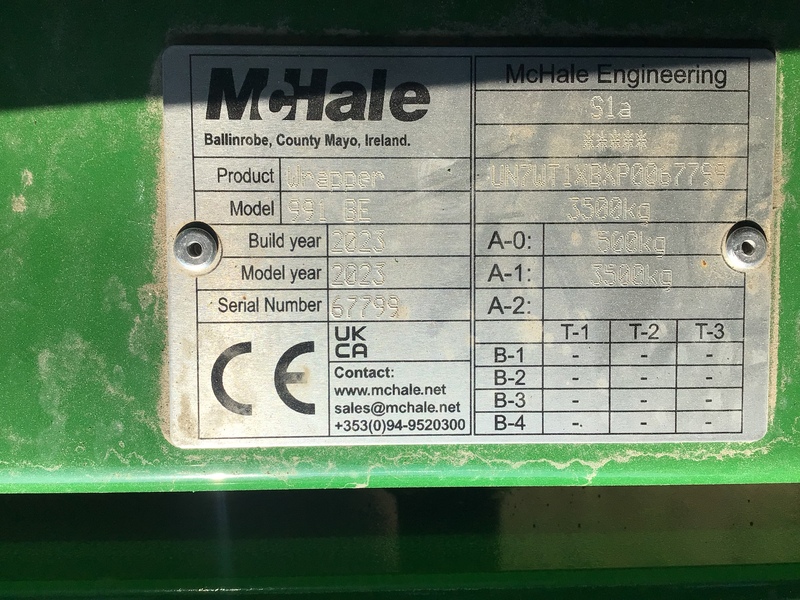 McHale
Ballinrobe, County Mayo, Ireland.
Product Wrapper
Model 991 BE
Build year 2023
Model year 2023
Serial Number 67799
CE
UK
CA
Contact:
www.mchale.net
sales@mchale.net
+353(0)94-9520300
McHale Engineering
S1a
*****
UN7WT1XBXP0067799
3500kg
A-0: 500kg
A-1: 3500kg
A-2:
T-1 T-2 T-3
B-1 - - -
B-2 - - -
B-3 - - -
B-4 - - -